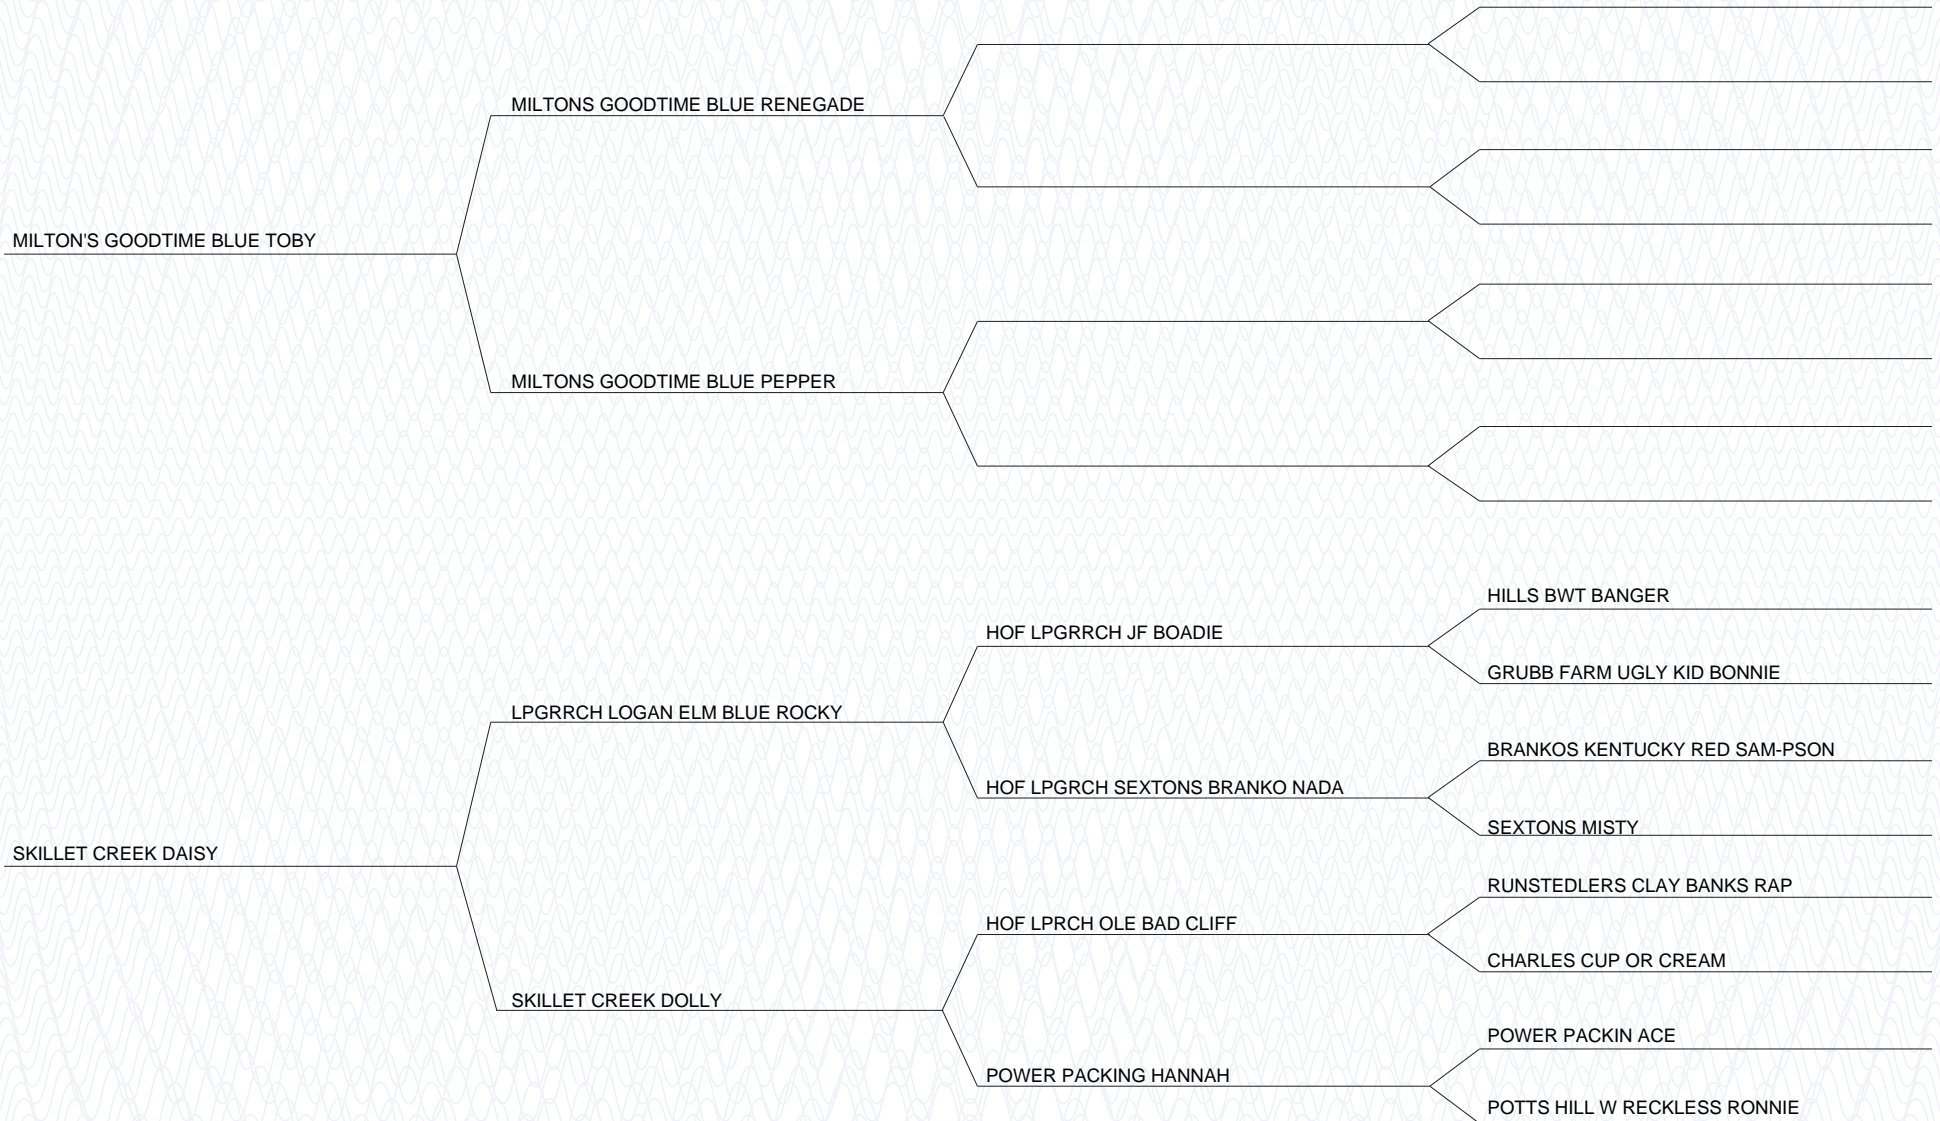 MILTONS GOODTIME BLUE RENEGADE
MILTON'S GOODTIME BLUE TOBY
MILTONS GOODTIME BLUE PEPPER
HILLS BWT BANGER
HOF LPGRRCH JF BOADIE
GRUBB FARM UGLY KID BONNIE
LPGRRCH LOGAN ELM BLUE ROCKY
BRANKOS KENTUCKY RED SAM-PSON
HOF LPGRCH SEXTONS BRANKO NADA
SEXTONS MISTY
SKILLET CREEK DAISY
RUNSTEDLERS CLAY BANKS RAP
HOF LPRCH OLE BAD CLIFF
CHARLES CUP OR CREAM
SKILLET CREEK DOLLY
POWER PACKIN ACE
POWER PACKING HANNAH
POTTS HILL W RECKLESS RONNIE